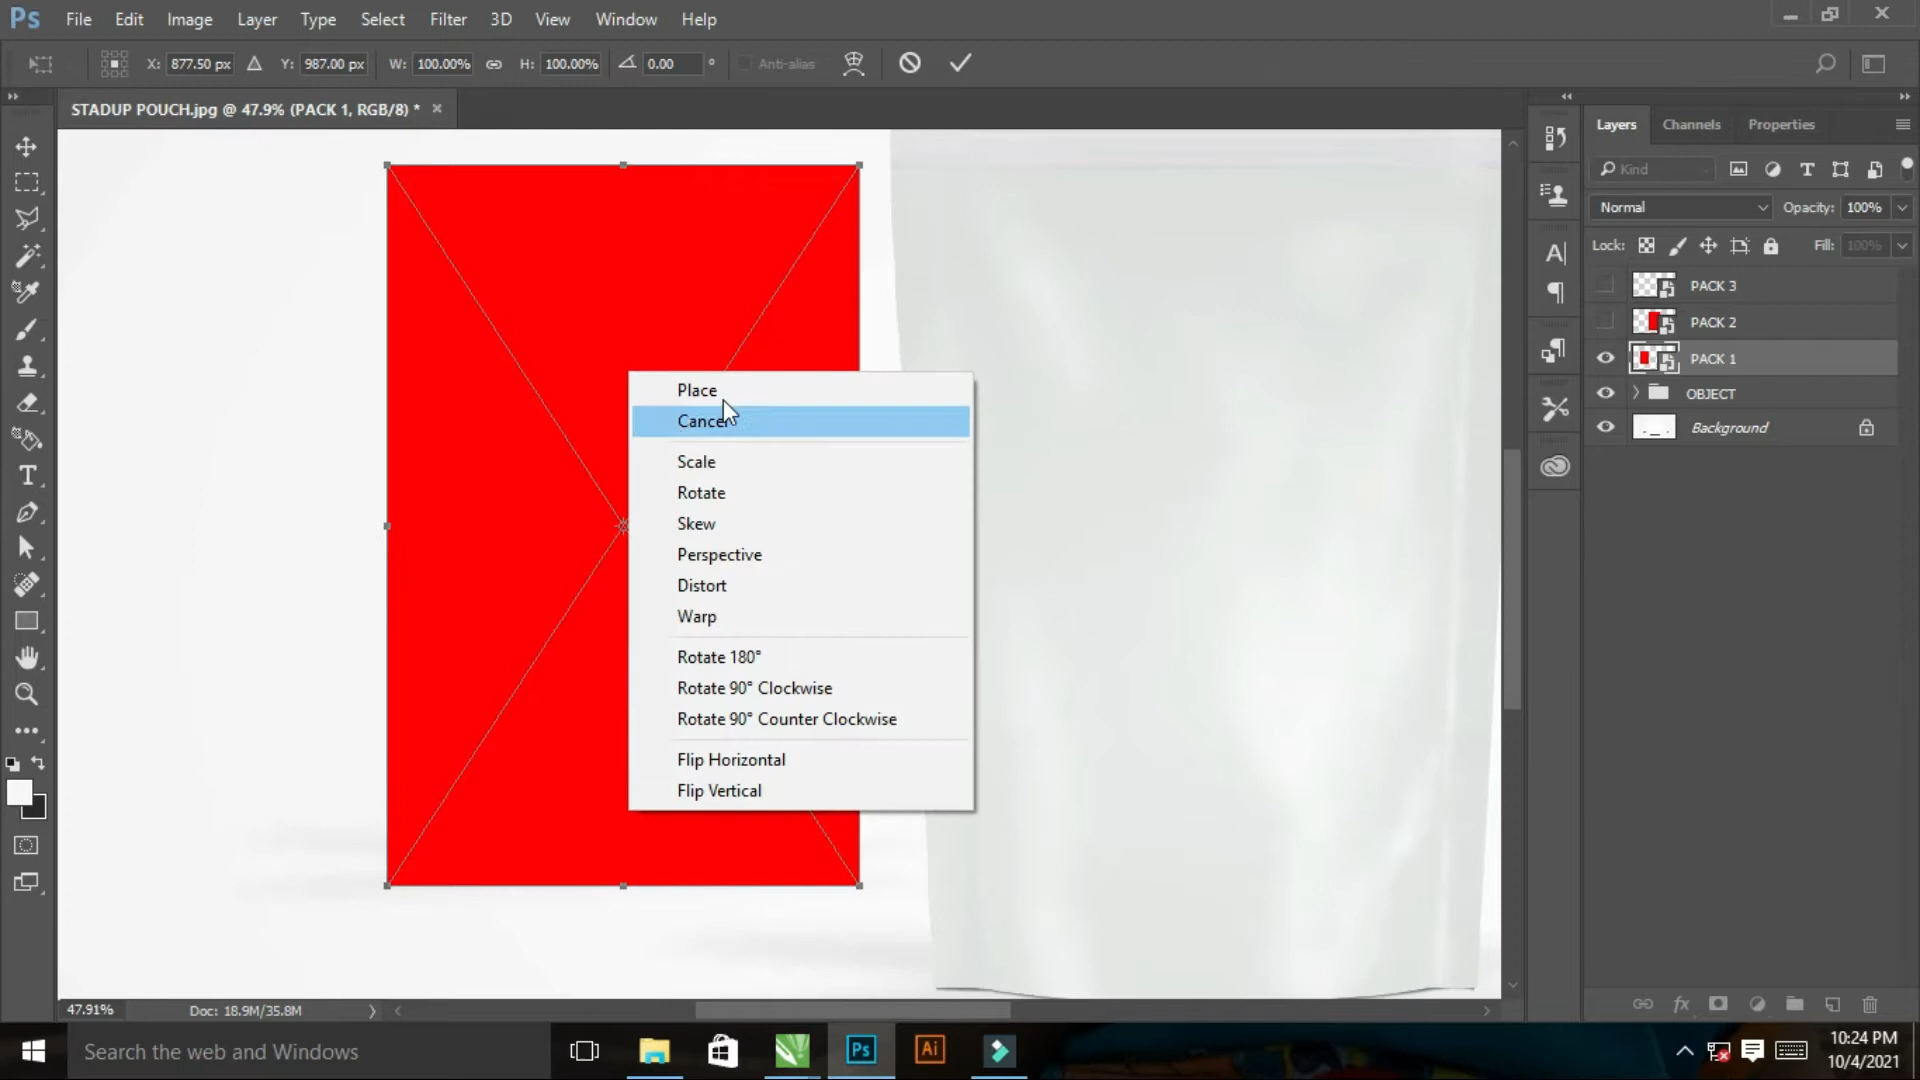 Ps File Edit Image Layer Type Select Filter 3D View Window Help
X: 877.50 px Y: 987.00 px W: 100.00% H: 100.00% 0.00 ° Anti-alias
STADUP POUCH.jpg @ 47.9% (PACK 1, RGB/8) * ×
Layers Channels Properties
Kind
Normal Opacity: 100%
Lock: Fill: 100%
PACK 3
PACK 2
PACK 1
OBJECT
Background
Place
Cancel
Scale
Rotate
Skew
Perspective
Distort
Warp
Rotate 180°
Rotate 90° Clockwise
Rotate 90° Counter Clockwise
Flip Horizontal
Flip Vertical
47.91% Doc: 18.9M/35.8M
Search the web and Windows
Ps
Ai
10:24 PM
10/4/2021